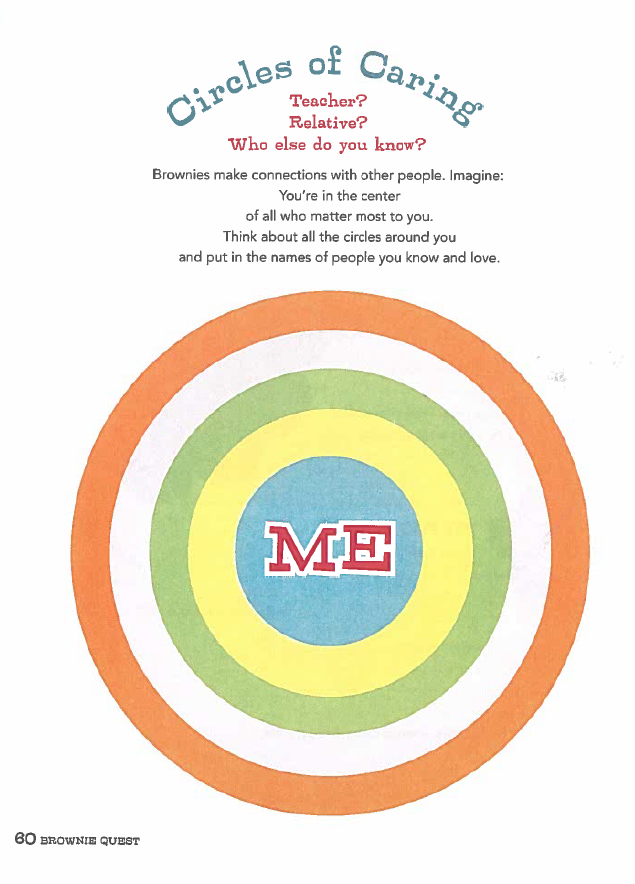 Circles of Caring
Teacher?
Relative?
Who else do you know?
Brownies make connections with other people. Imagine:
You're in the center
of all who matter most to you.
Think about all the circles around you
and put in the names of people you know and love.
ME
60 BROWNIE QUEST